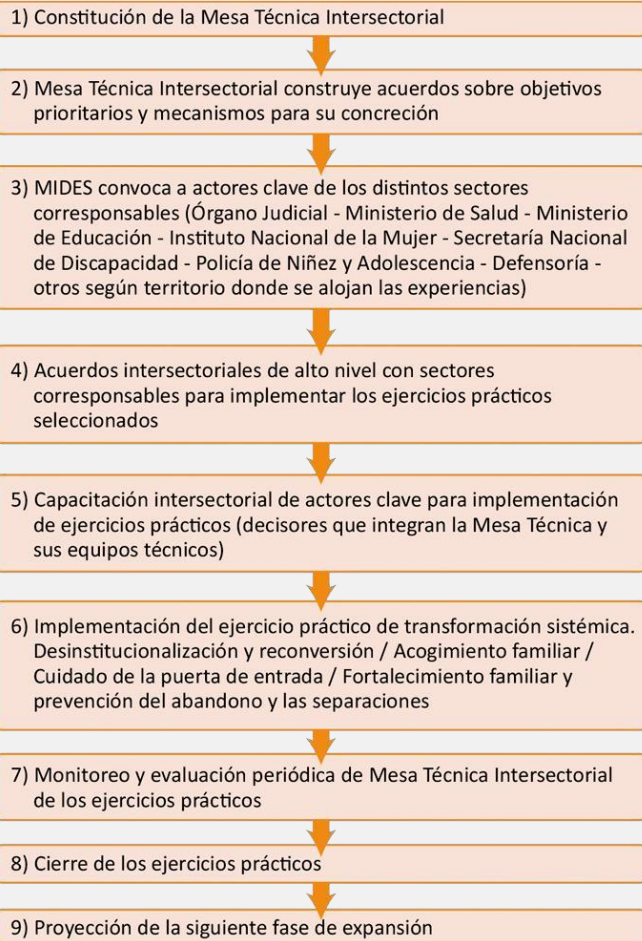 1) Constitución de la Mesa Técnica Intersectorial
2) Mesa Técnica Intersectorial construye acuerdos sobre objetivos
prioritarios y mecanismos para su concreción
3) MIDES convoca a actores clave de los distintos sectores
corresponsables (Órgano Judicial - Ministerio de Salud - Ministerio
de Educación - Instituto Nacional de la Mujer - Secretaría Nacional
de Discapacidad - Policía de Niñez y Adolescencia - Defensoría -
otros según territorio donde se alojan las experiencias)
4) Acuerdos intersectoriales de alto nivel con sectores
corresponsables para implementar los ejercicios prácticos
seleccionados
5) Capacitación intersectorial de actores clave para implementación
de ejercicios prácticos (decisores que integran la Mesa Técnica y
sus equipos técnicos)
6) Implementación del ejercicio práctico de transformación sistémica.
Desinstitucionalización y reconversión / Acogimiento familiar /
Cuidado de la puerta de entrada / Fortalecimiento familiar y
prevención del abandono y las separaciones
7) Monitoreo y evaluación periódica de Mesa Técnica Intersectorial
de los ejercicios prácticos
8) Cierre de los ejercicios prácticos
9) Proyección de la siguiente fase de expansión